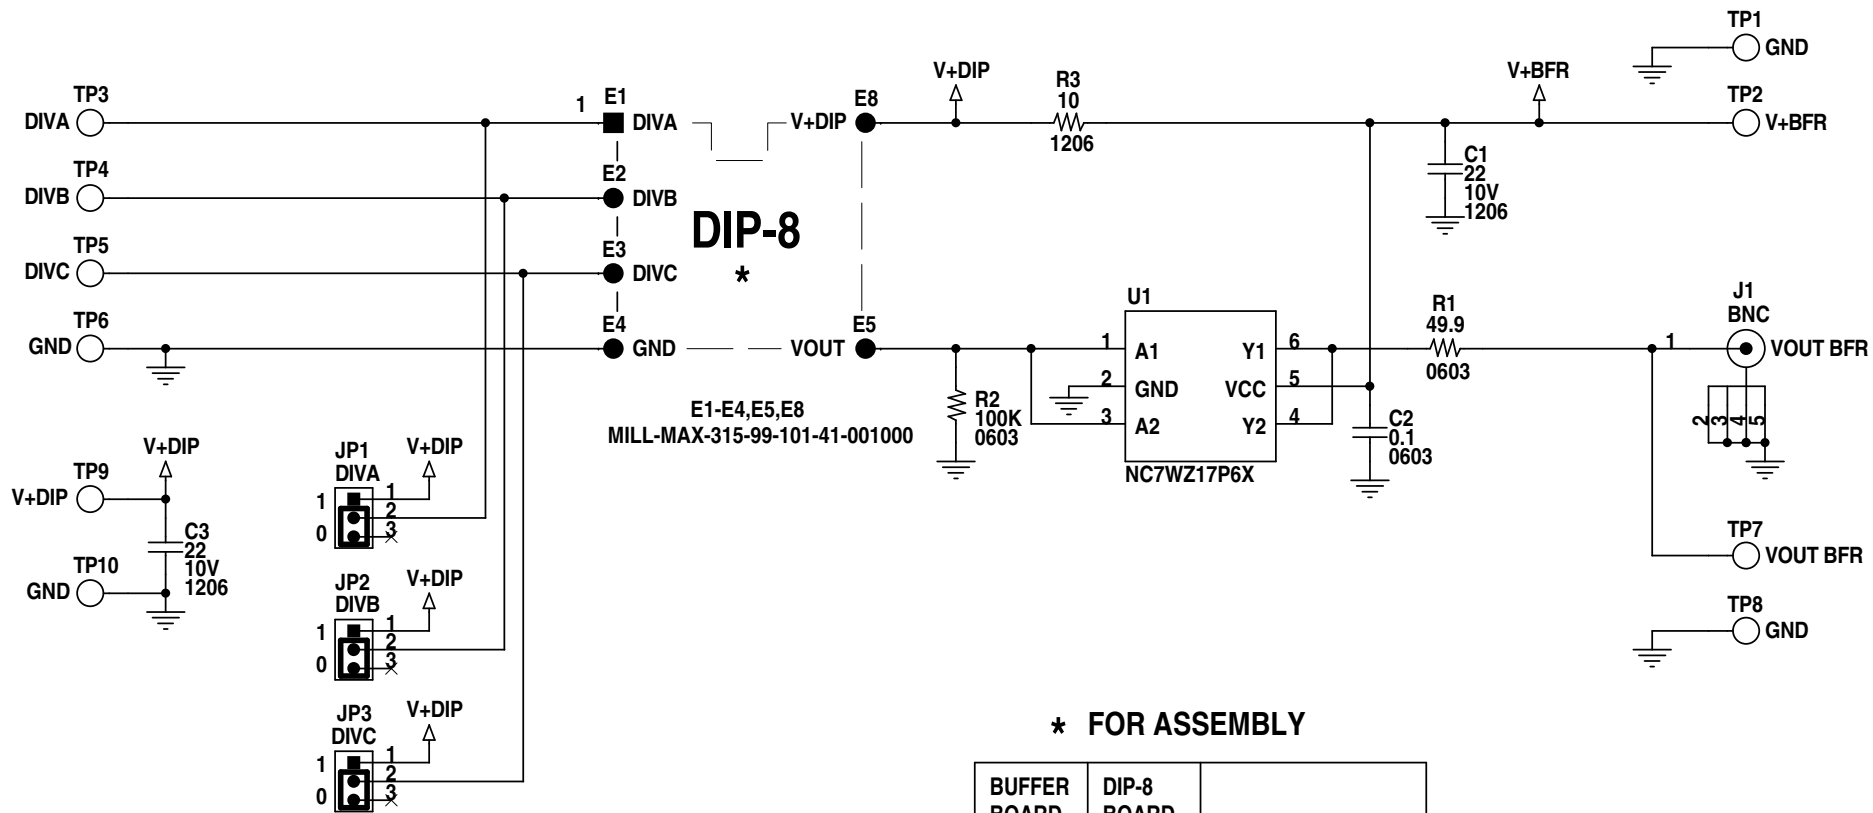 TP3
DIVA
TP4
DIVB
TP5
DIVC
TP6
GND
1
E1
DIVA
E2
DIVB
E3
DIVC
E4
GND
DIP-8
*
E8
V+DIP
E5
VOUT
E1-E4,E5,E8
MILL-MAX-315-99-101-41-001000
V+DIP
R3
10
1206
V+BFR
C1
22
10V
1206
TP1
GND
TP2
V+BFR
R2
100K
0603
U1
1
A1
2
GND
3
A2
Y1
6
VCC
5
Y2
4
NC7WZ17P6X
R1
49.9
0603
C2
0.1
0603
J1
BNC
1
VOUT BFR
2
3
4
5
TP7
VOUT BFR
TP8
GND
V+DIP
TP9
V+DIP
C3
22
10V
1206
TP10
GND
JP1
DIVA
V+DIP
1
0
1
2
3
JP2
DIVB
V+DIP
1
0
1
2
3
JP3
DIVC
V+DIP
1
0
1
2
3
* FOR ASSEMBLY
BUFFER
BOARD
DIP-8
BOARD